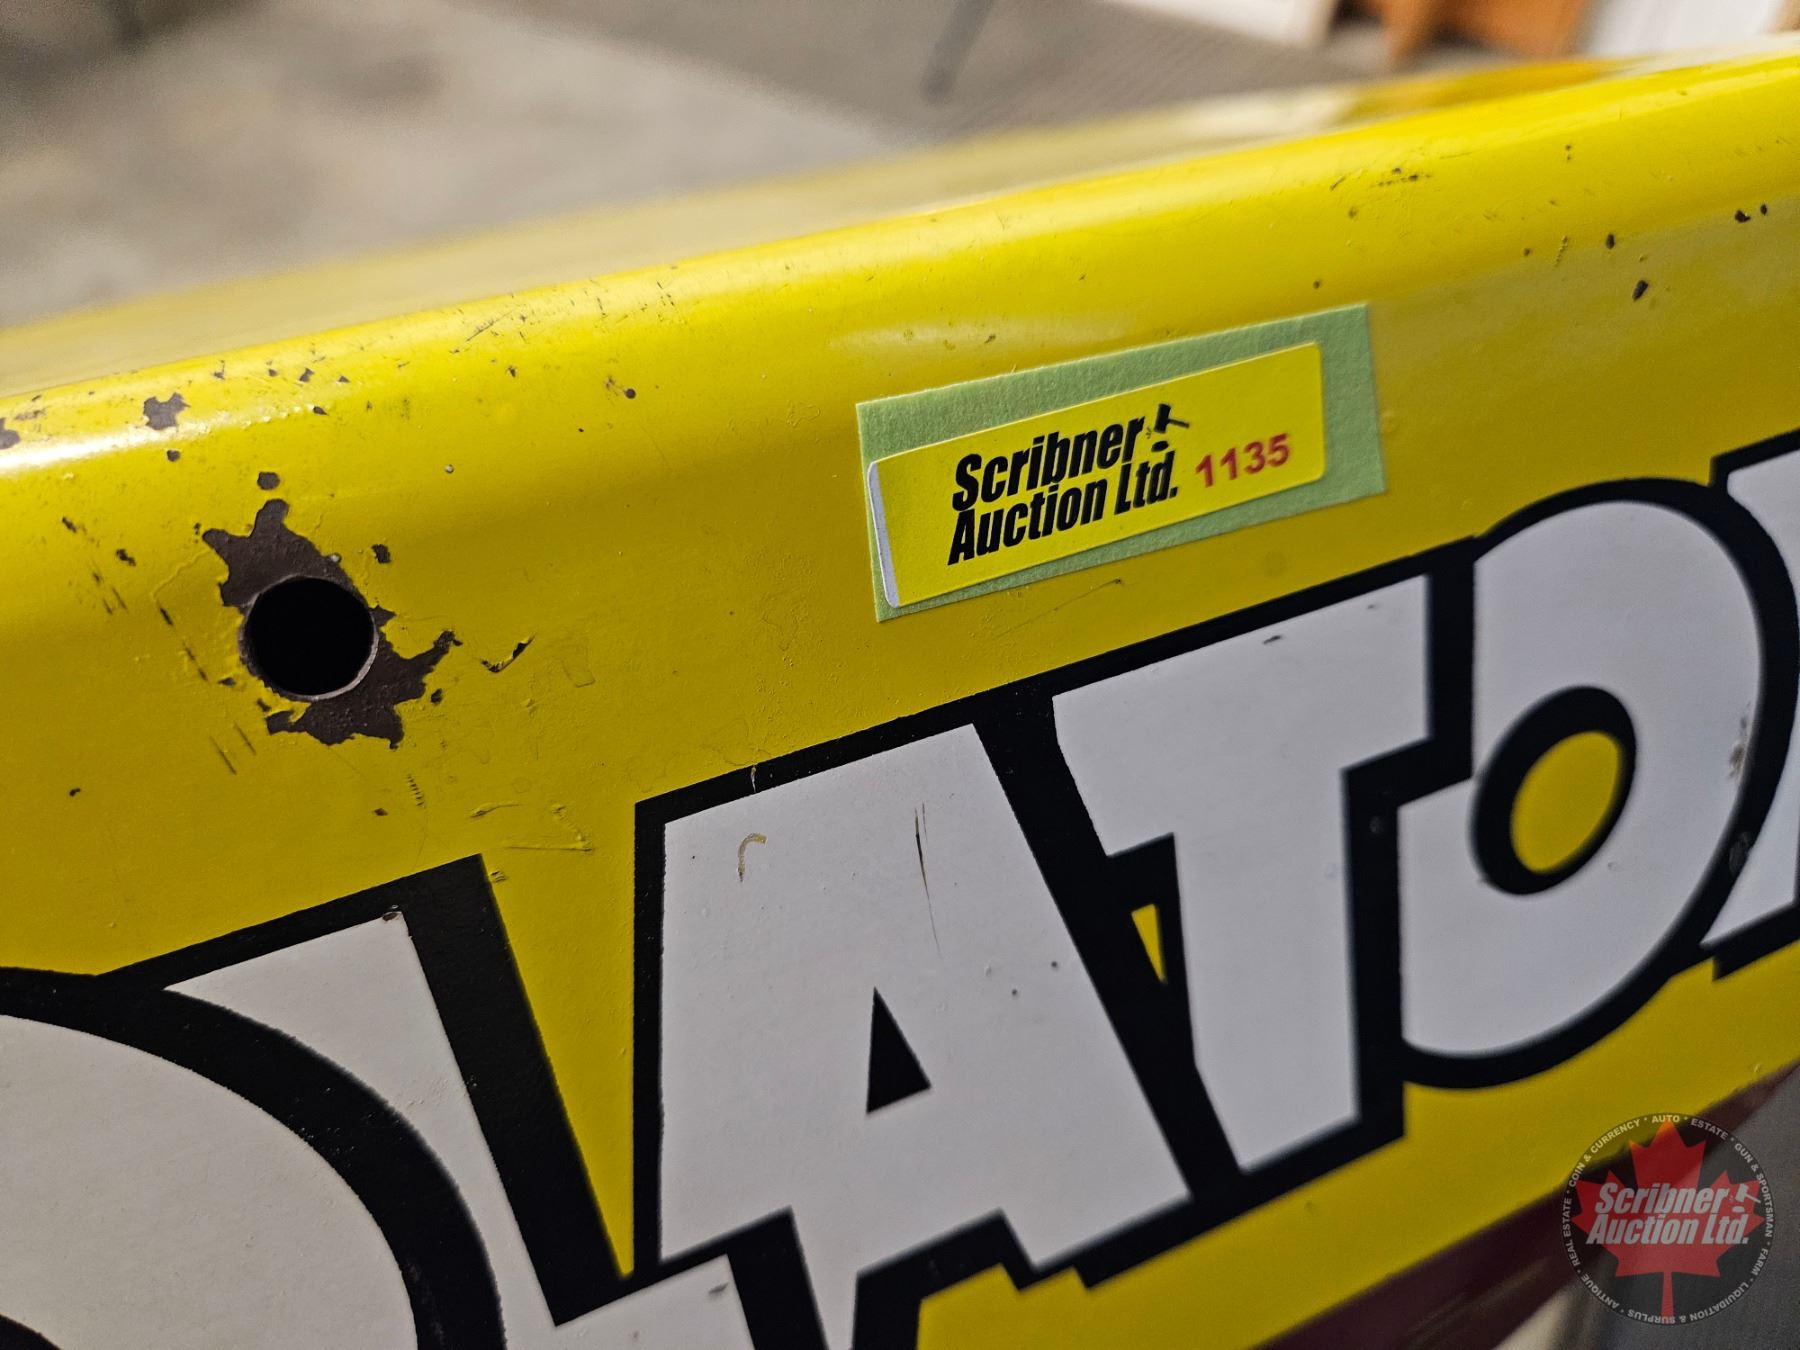 Scribner
Auction Ltd. 1135
ATO
Scribner
Auction Ltd.
ANTIQUE · REAL ESTATE · COIN & CURRENCY · AUTO · ESTATE · GUN & SPORTSMAN · FARM · LIQUIDATION & SURPLUS ·